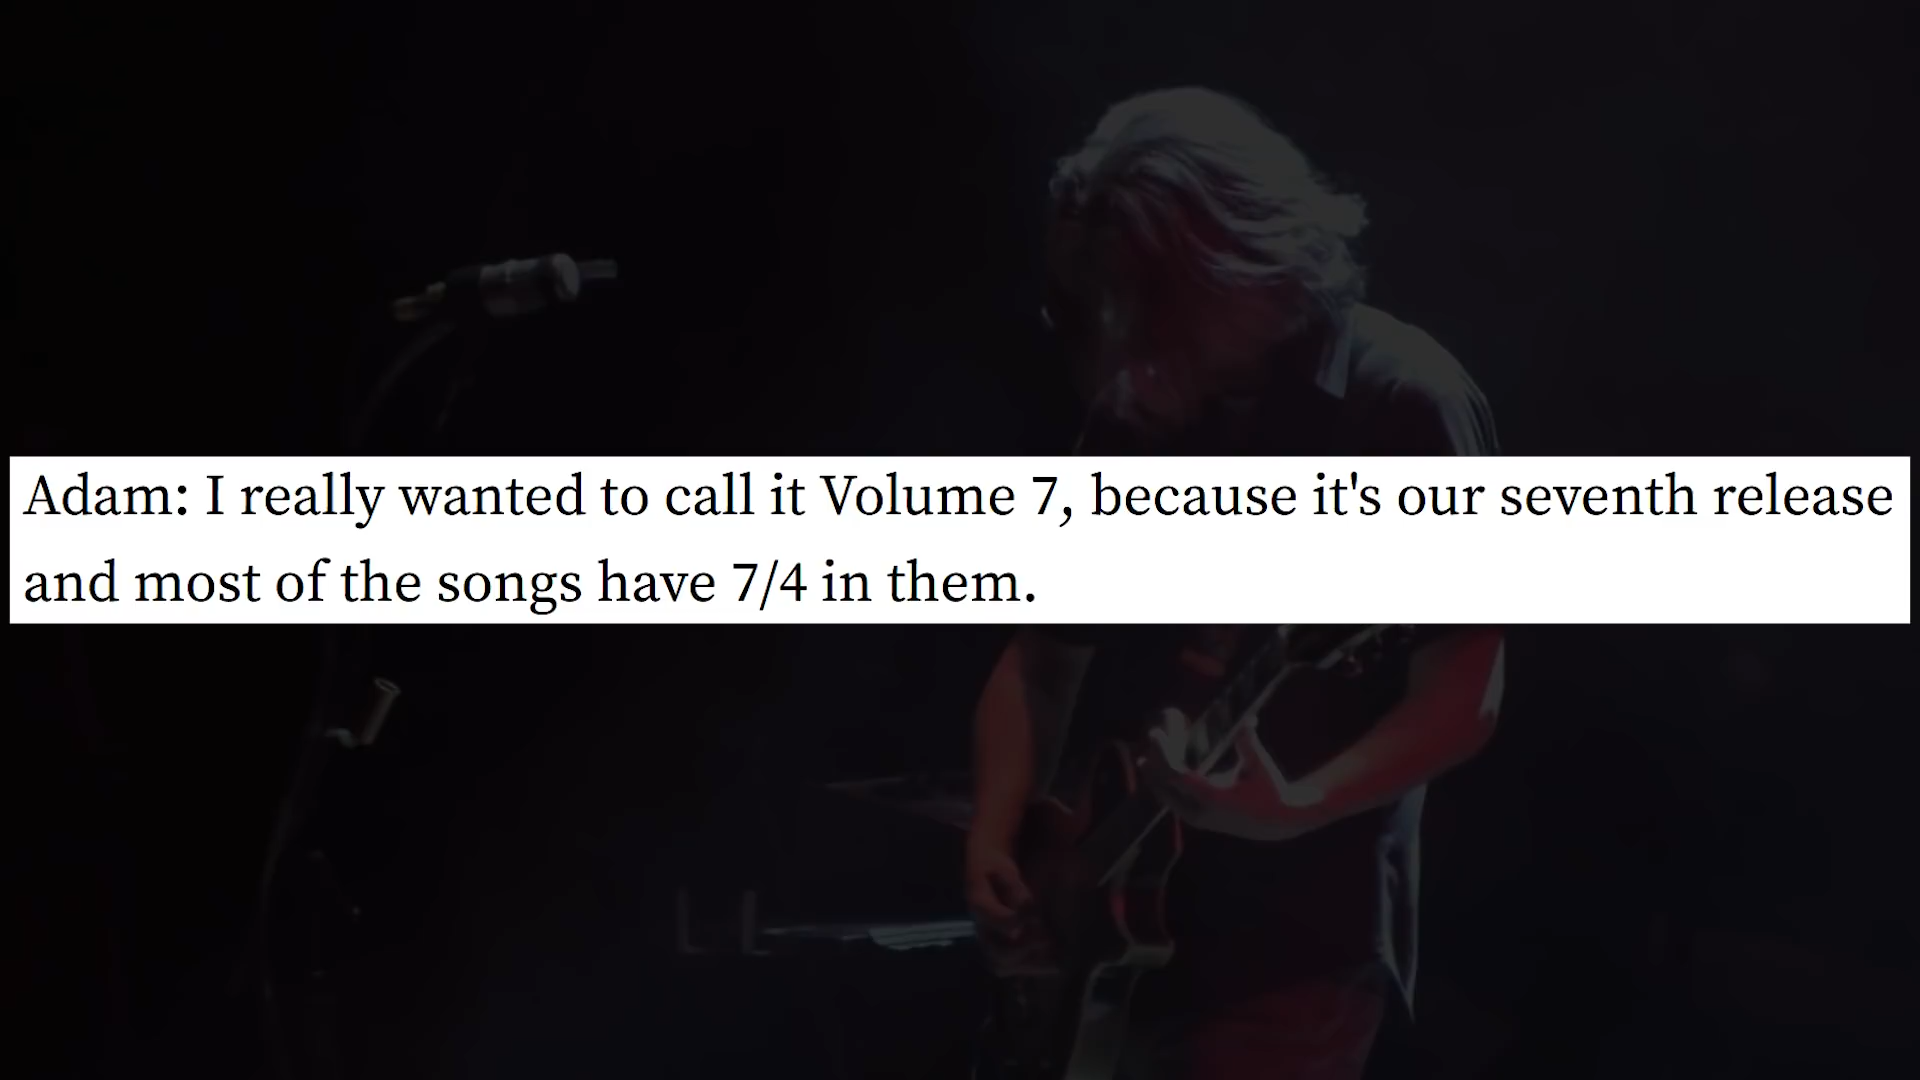 Adam: I really wanted to call it Volume 7, because it's our seventh release
and most of the songs have 7/4 in them.